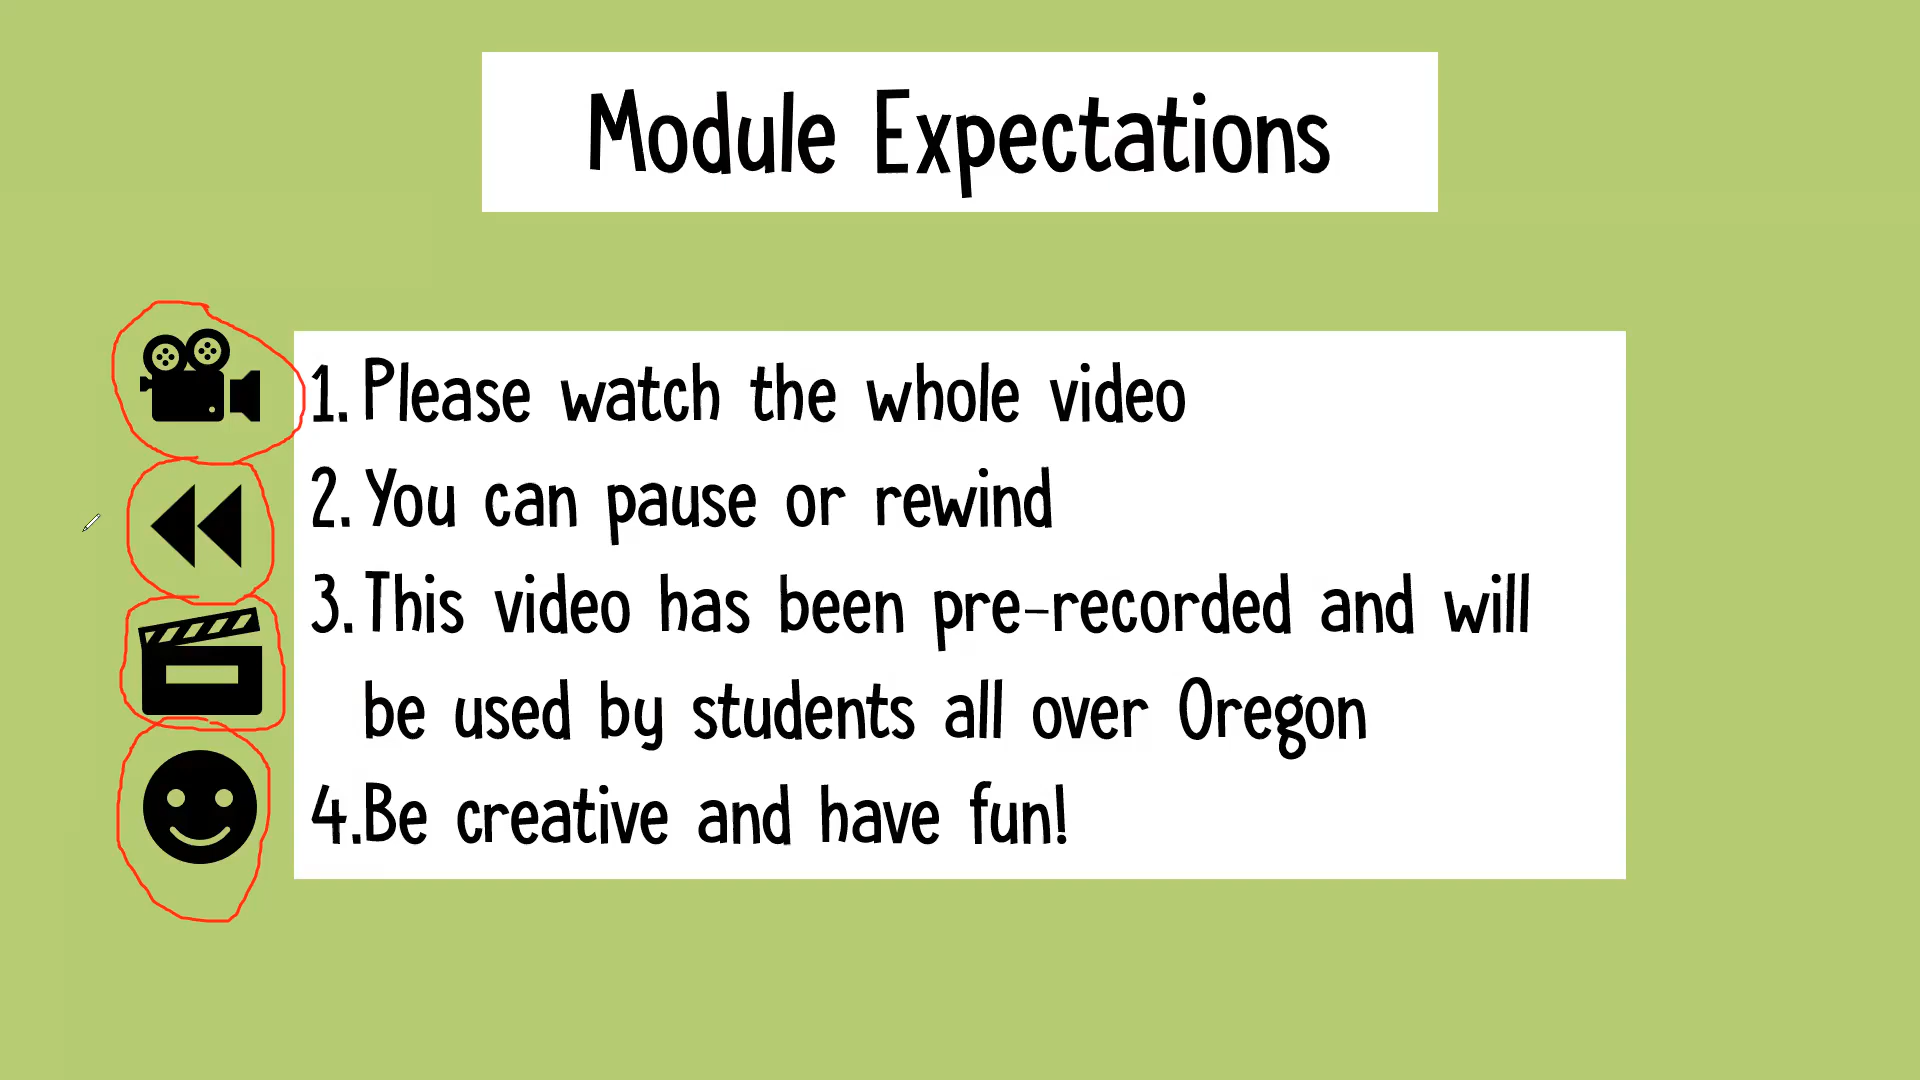 Module Expectations
1. Please watch the whole video
2. You can pause or rewind
3. This video has been pre-recorded and will
be used by students all over Oregon
4. Be creative and have fun!